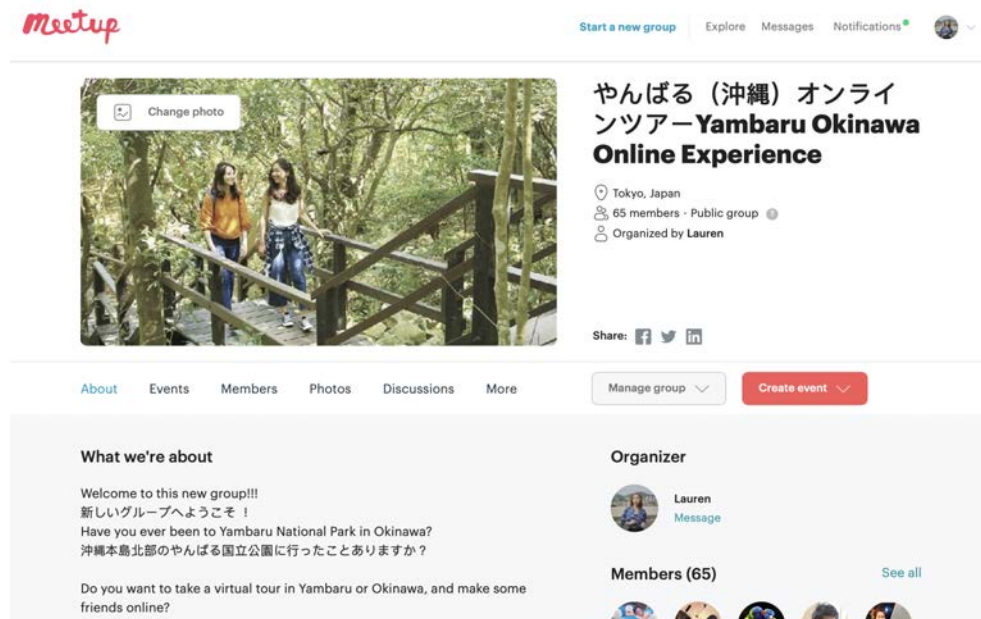 meetup
Start a new group
Explore
Messages
Notifications
Change photo
やんばる（沖縄）オンライ
ンツアーYambaru Okinawa
Online Experience
Tokyo, Japan
65 members · Public group
Organized by Lauren
Share:
About
Events
Members
Photos
Discussions
More
Manage group
Create event
What we're about
Welcome to this new group!!!
新しいグループへようこそ ！
Have you ever been to Yambaru National Park in Okinawa?
沖縄本島北部のやんばる国立公園に行ったことありますか？
Do you want to take a virtual tour in Yambaru or Okinawa, and make some
friends online?
Organizer
Lauren
Message
Members (65)
See all